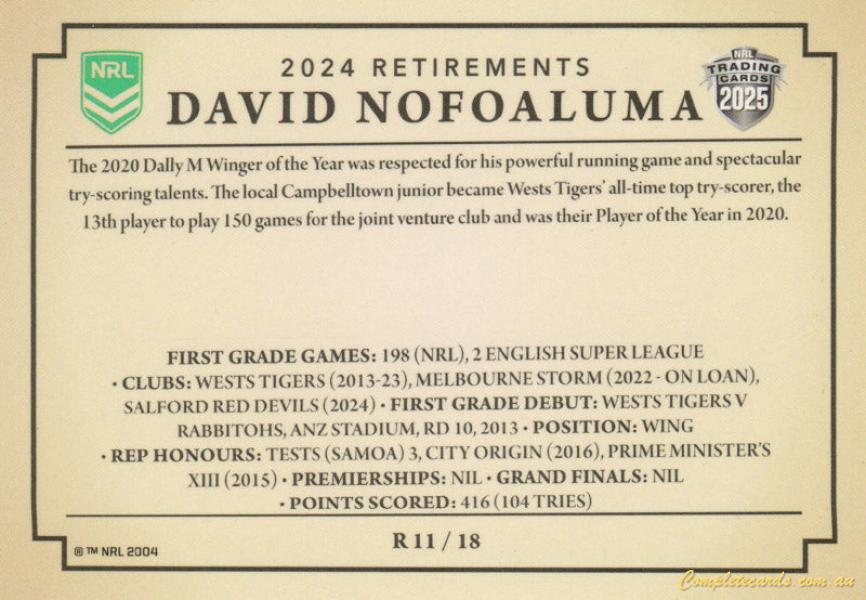 NRL
2024 RETIREMENTS
DAVID NOFOALUMA
NRL
TRADING
CARDS
2025
The 2020 Dally M Winger of the Year was respected for his powerful running game and spectacular
try-scoring talents. The local Campbelltown junior became Wests Tigers' all-time top try-scorer, the
13th player to play 150 games for the joint venture club and was their Player of the Year in 2020.
FIRST GRADE GAMES: 198 (NRL), 2 ENGLISH SUPER LEAGUE
• CLUBS: WESTS TIGERS (2013-23), MELBOURNE STORM (2022 - ON LOAN),
SALFORD RED DEVILS (2024) • FIRST GRADE DEBUT: WESTS TIGERS V
RABBITOHS, ANZ STADIUM, RD 10, 2013 • POSITION: WING
• REP HONOURS: TESTS (SAMOA) 3, CITY ORIGIN (2016), PRIME MINISTER'S
XIII (2015) • PREMIERSHIPS: NIL • GRAND FINALS: NIL
• POINTS SCORED: 416 (104 TRIES)
® ™ NRL 2004
R 11 / 18
Completecards.com.au